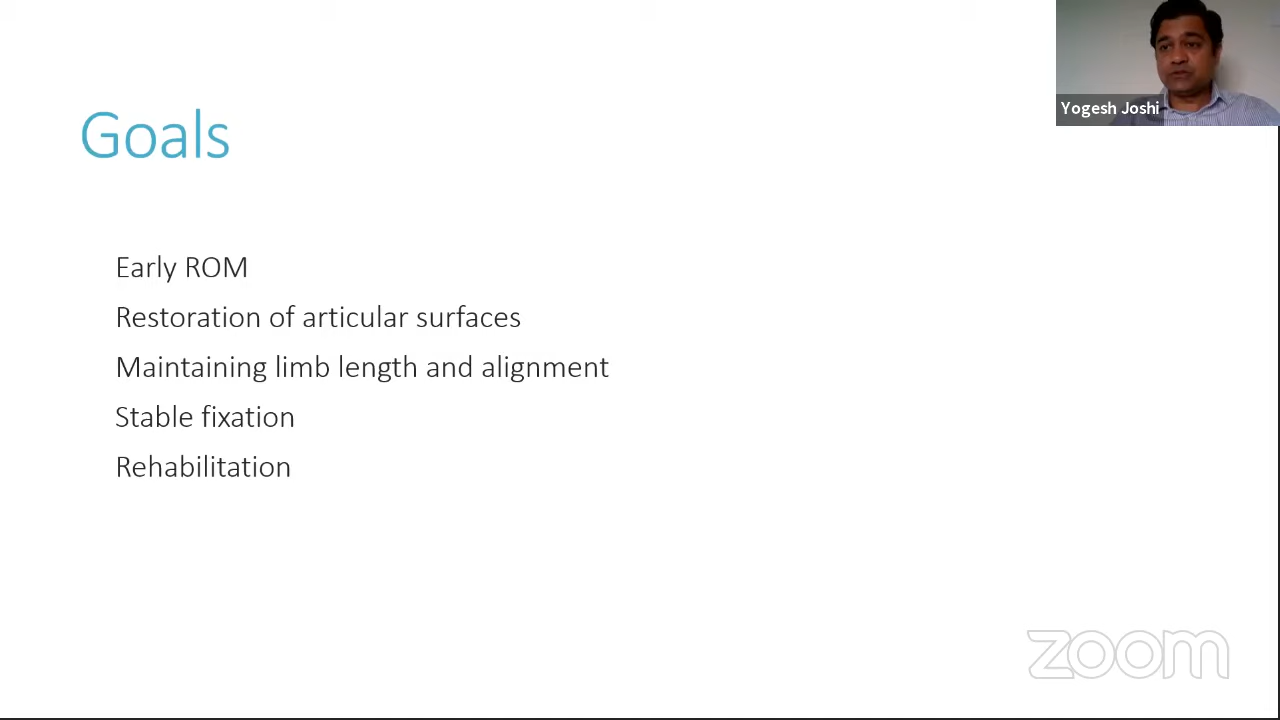 Goals
Yogesh Joshi
Early ROM
Restoration of articular surfaces
Maintaining limb length and alignment
Stable fixation
Rehabilitation
zoom